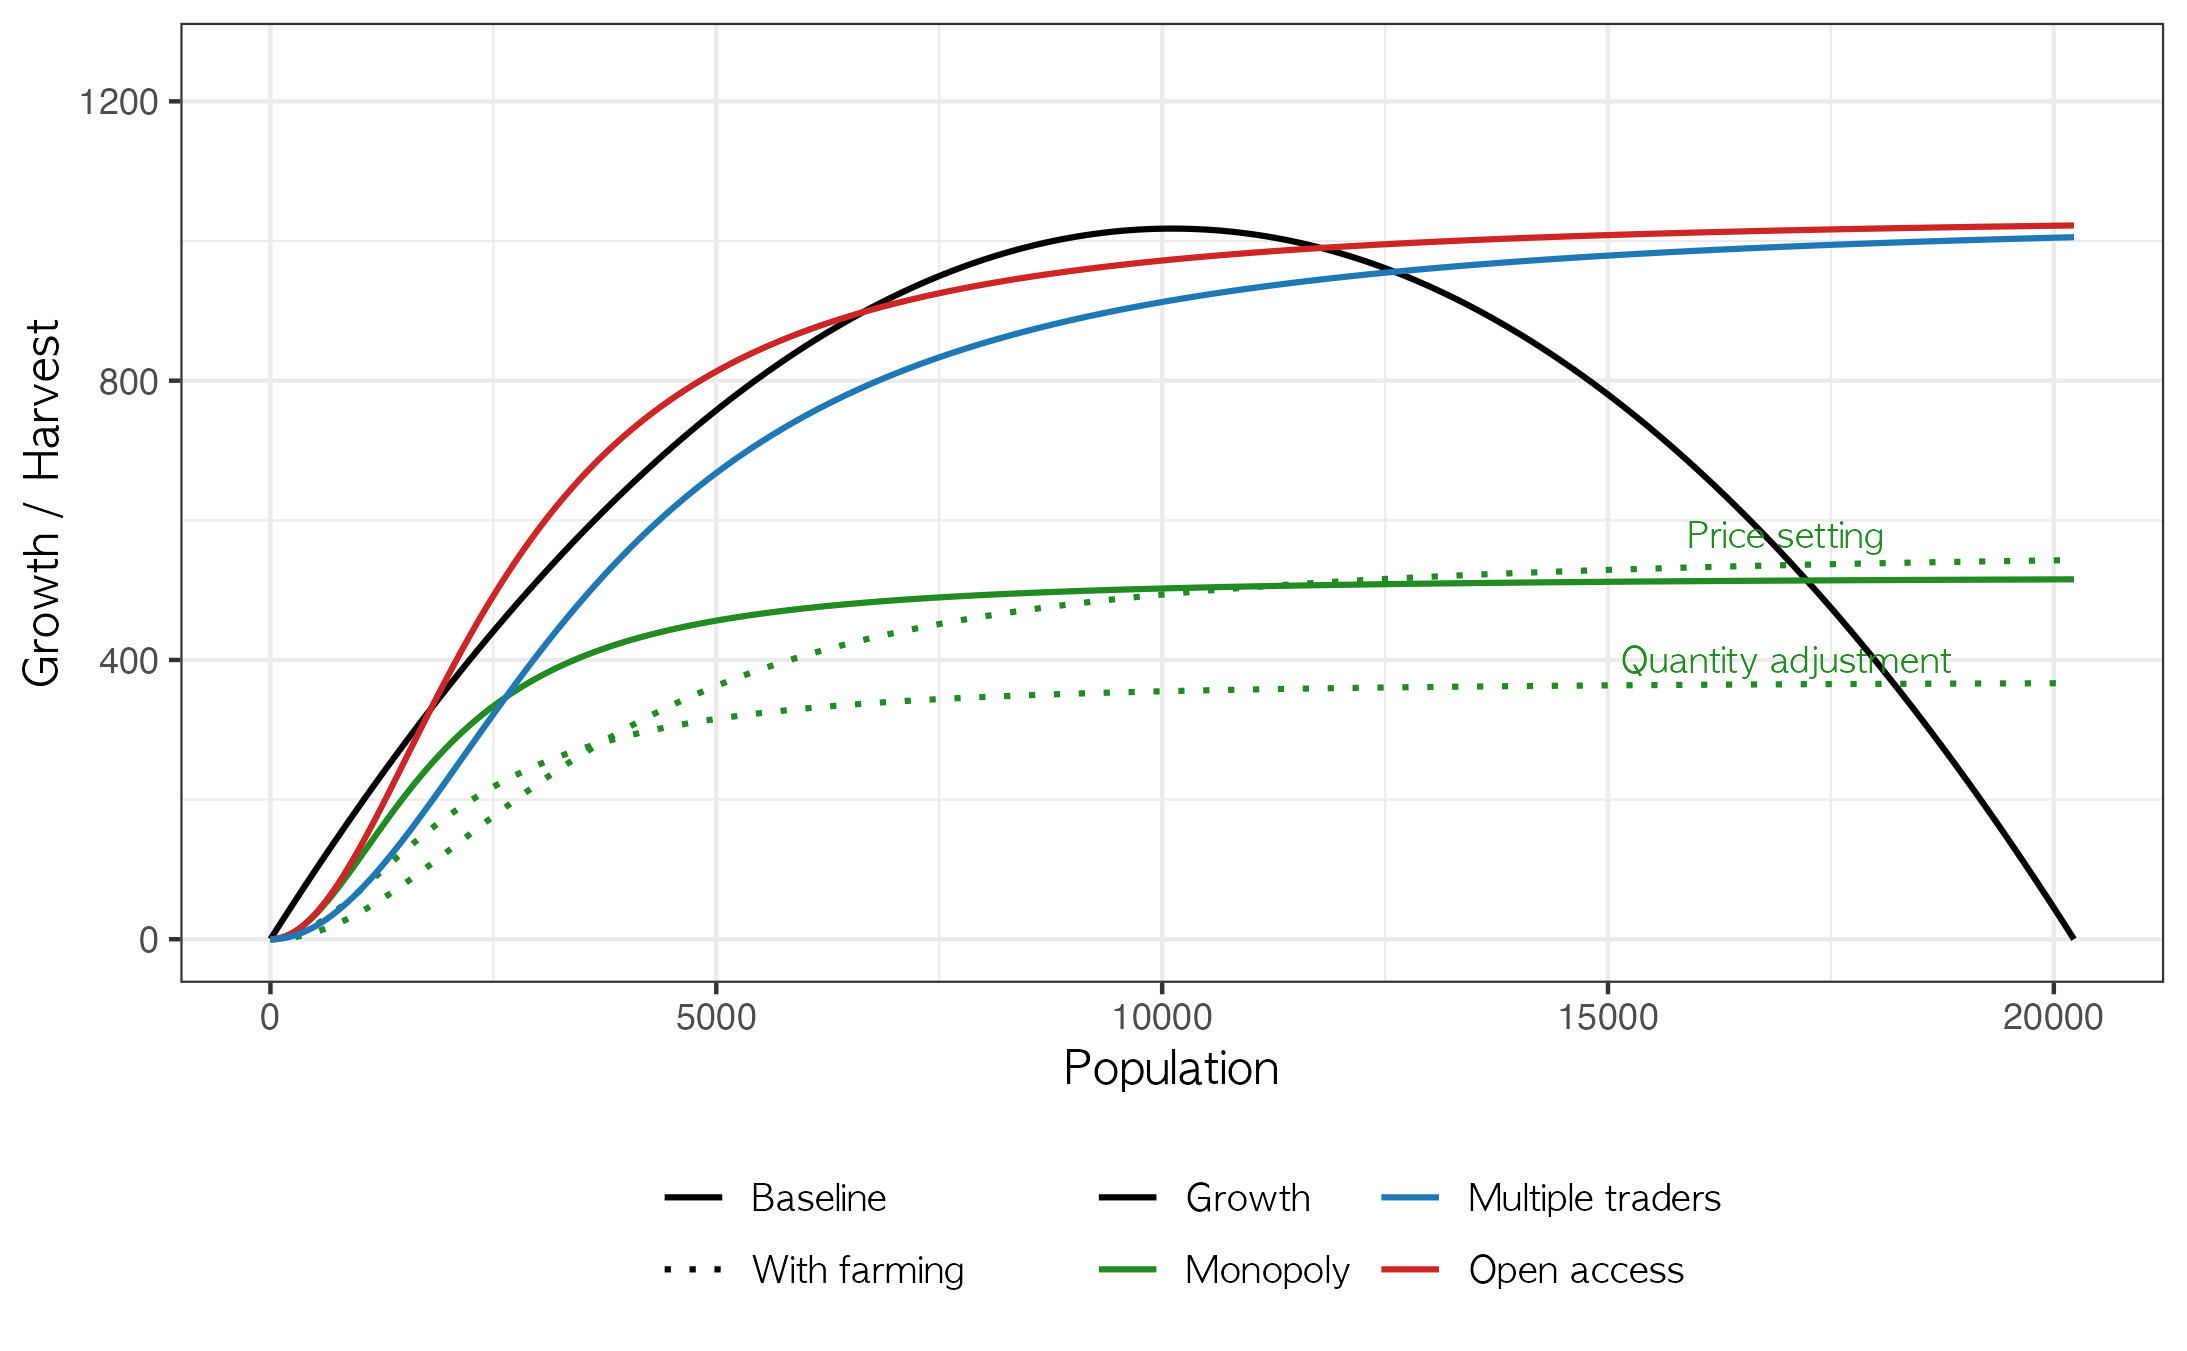 Growth / Harvest
1200
800
400
0
Price setting
Quantity adjustment
0 5000 10000 15000 20000
Population
Baseline Growth Multiple traders
With farming Monopoly Open access